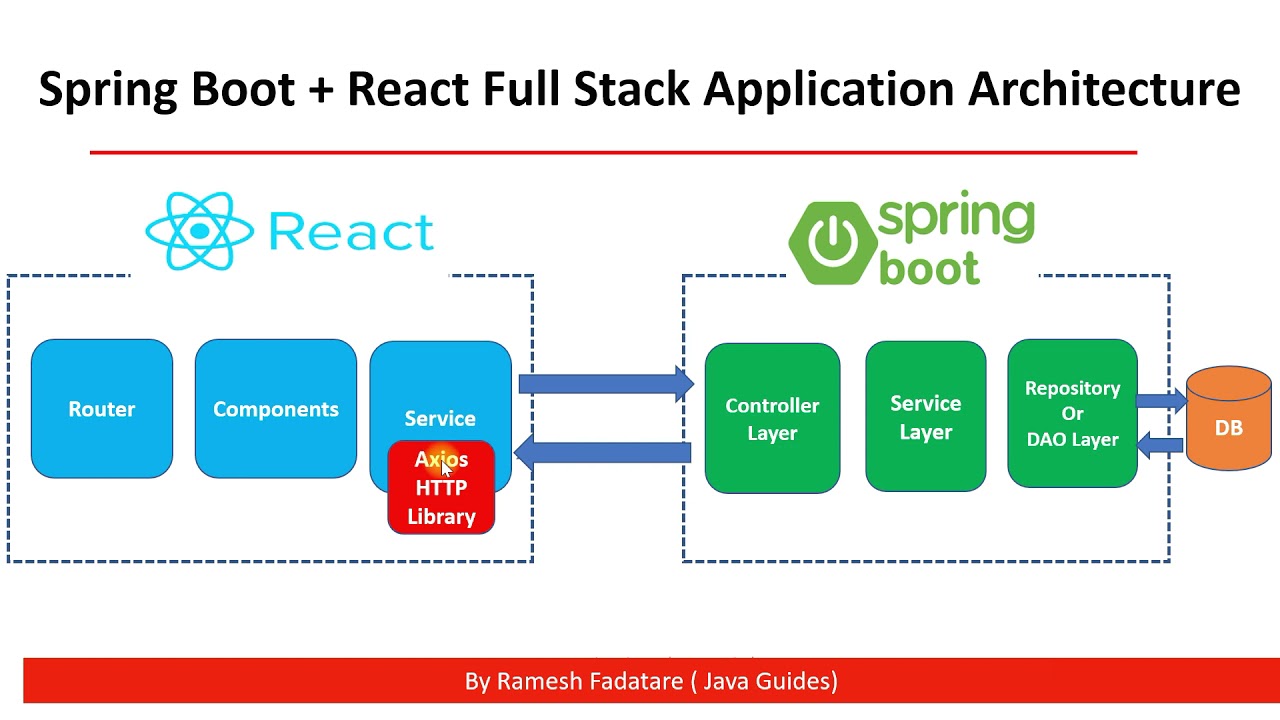 Spring Boot + React Full Stack Application Architecture
React
spring
boot
Router
Components
Service
Axios
HTTP
Library
Controller
Layer
Service
Layer
Repository
Or
DAO Layer
DB
By Ramesh Fadatare ( Java Guides)